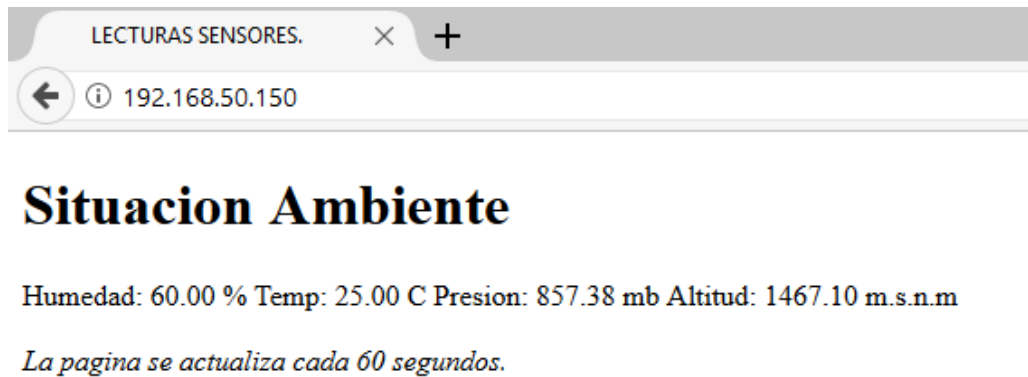 LECTURAS SENSORES.
192.168.50.150
Situacion Ambiente
Humedad: 60.00 % Temp: 25.00 C Presion: 857.38 mb Altitud: 1467.10 m.s.n.m
La pagina se actualiza cada 60 segundos.